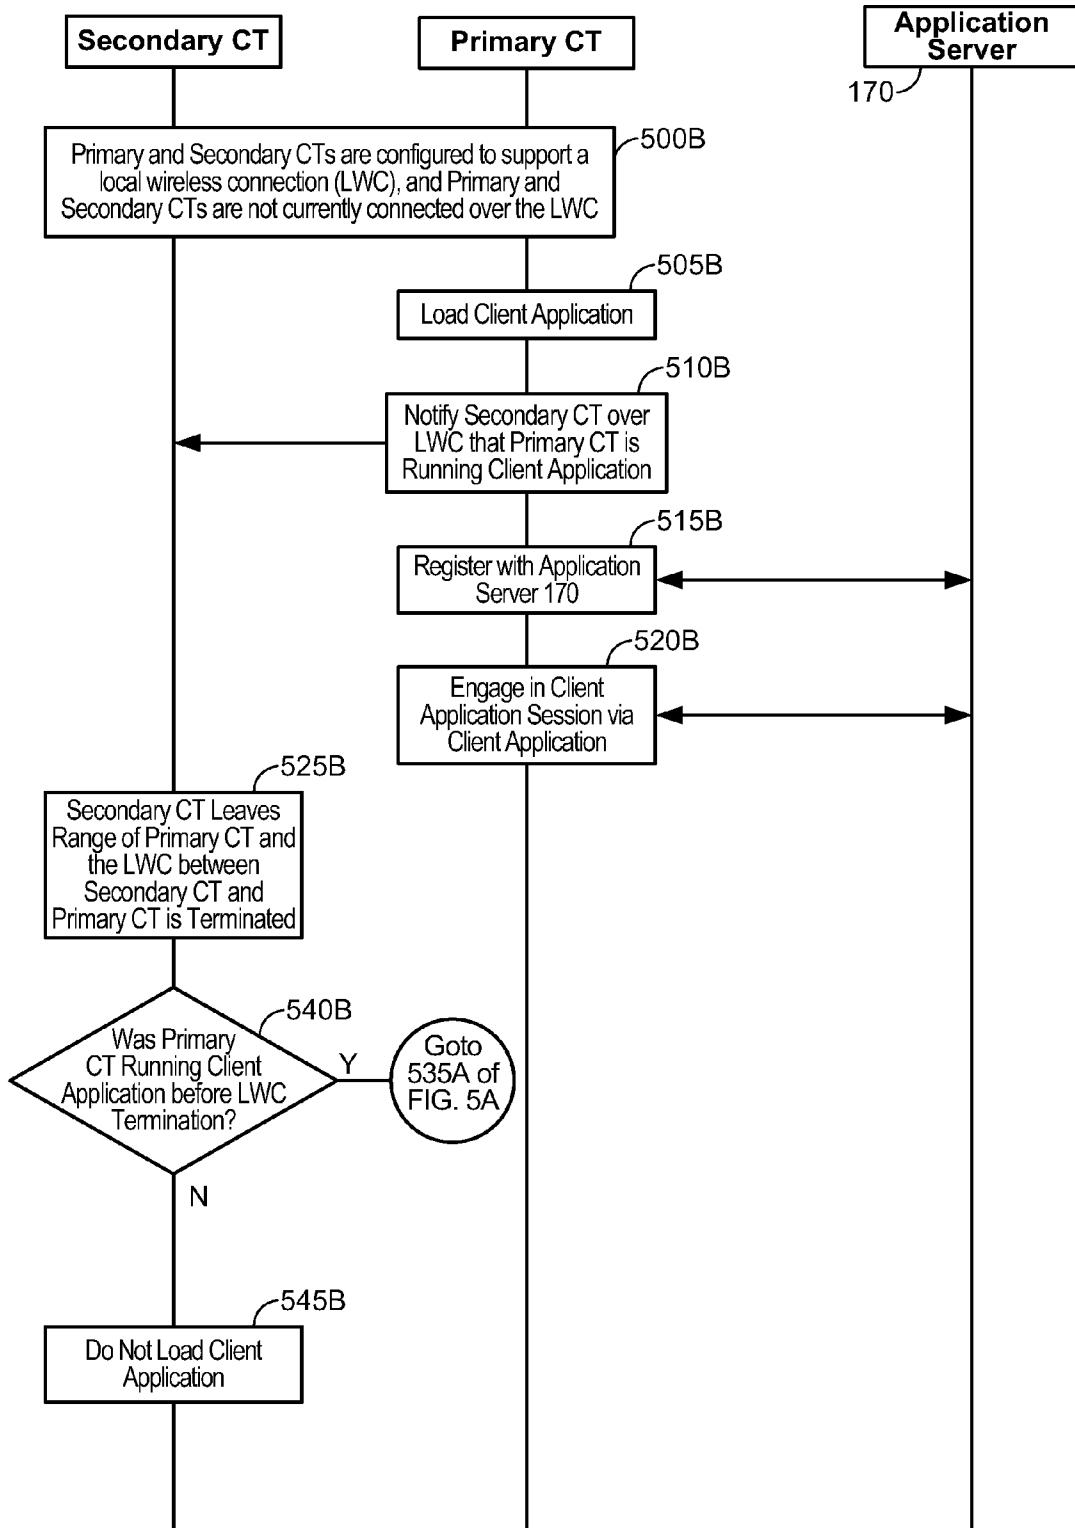 Secondary CT
Primary CT
Application
Server
170
500B
Primary and Secondary CTs are configured to support a
local wireless connection (LWC), and Primary and
Secondary CTs are not currently connected over the LWC
505B
Load Client Application
510B
Notify Secondary CT over
LWC that Primary CT is
Running Client Application
515B
Register with Application
Server 170
520B
Engage in Client
Application Session via
Client Application
525B
Secondary CT Leaves
Range of Primary CT and
the LWC between
Secondary CT and
Primary CT is Terminated
540B
Was Primary
CT Running Client
Application before LWC
Termination?
Y
Goto
535A of
FIG. 5A
N
545B
Do Not Load Client
Application